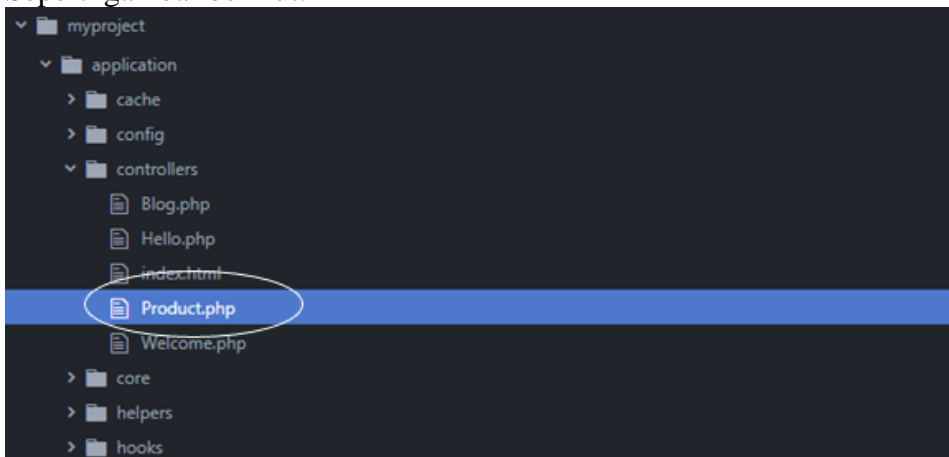 myproject
application
cache
config
controllers
Blog.php
Hello.php
index.html
Product.php
Welcome.php
core
helpers
hooks